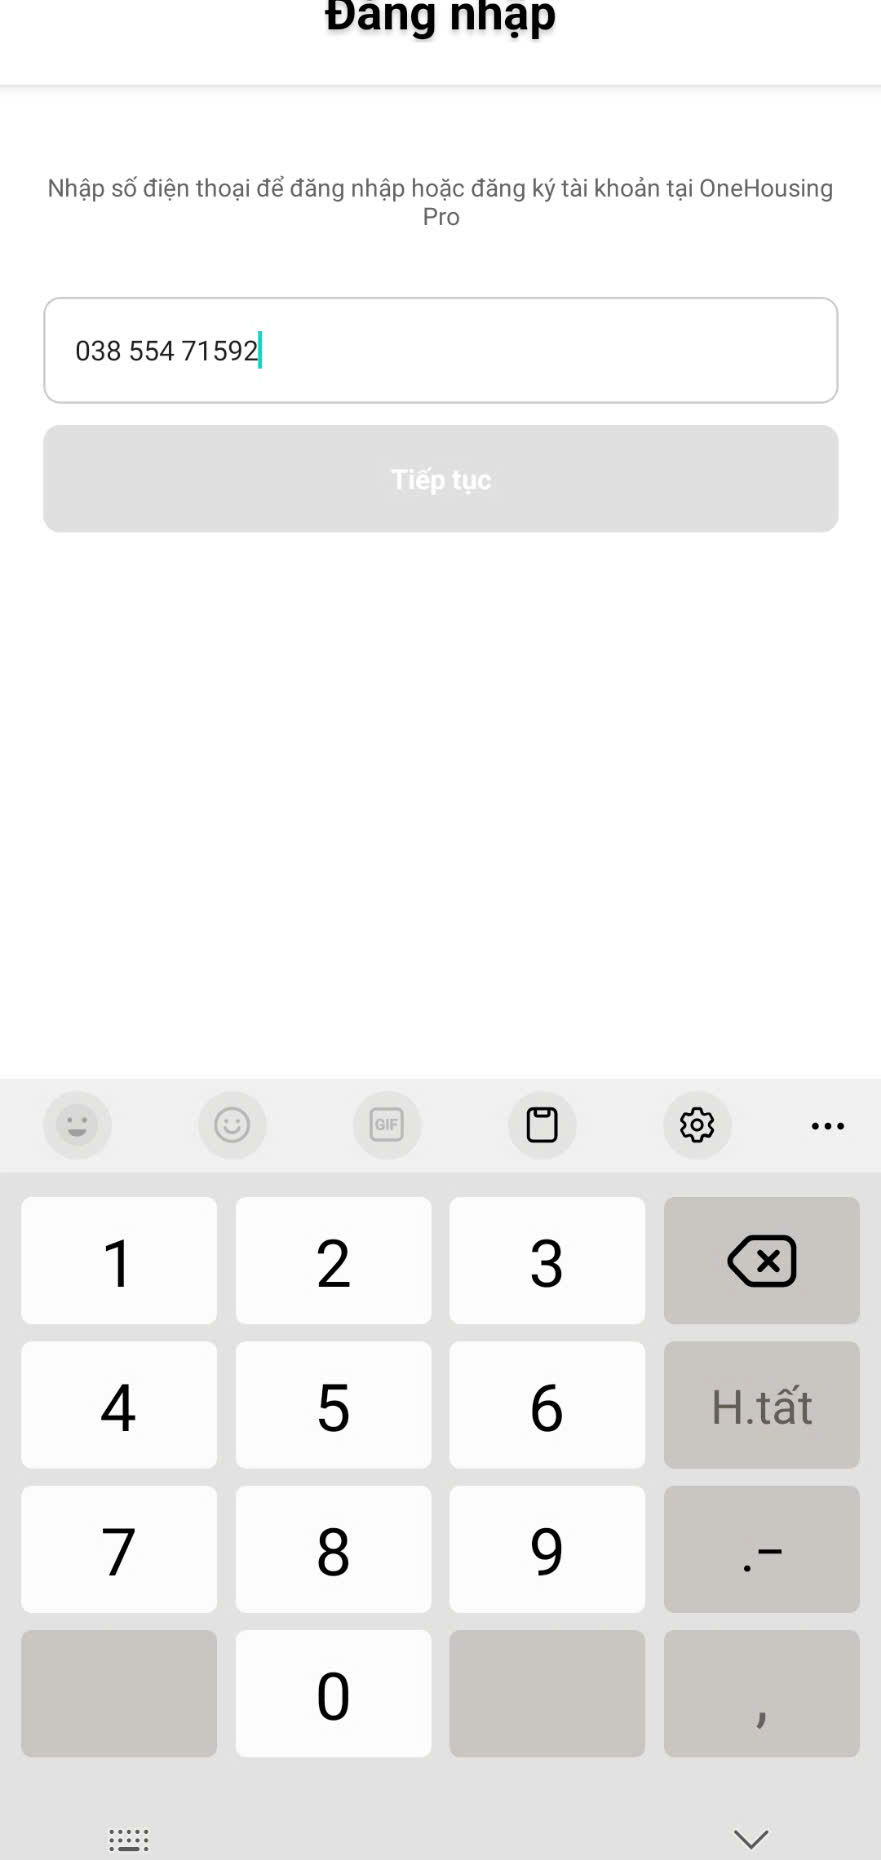 Đăng nhập
Nhập số điện thoại để đăng nhập hoặc đăng ký tài khoản tại OneHousing
Pro
038 554 71592
Tiếp tục
GIF
1 2 3
4 5 6 H.tất
7 8 9 .-
0 ,